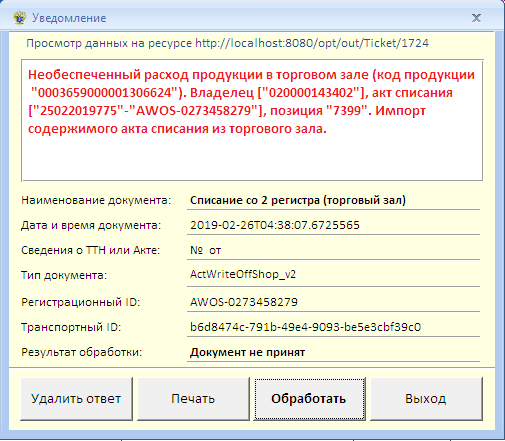 Уведомление
Просмотр данных на ресурсе http://localhost:8080/opt/out/Ticket/1724
Необеспеченный расход продукции в торговом зале (код продукции
"0003659000001306624"). Владелец ["020000143402"], акт списания
["25022019775"-"AWOS-0273458279"], позиция "7399". Импорт
содержимого акта списания из торгового зала.
Наименование документа: Списание со 2 регистра (торговый зал)
Дата и время документа: 2019-02-26T04:38:07.6725565
Сведения о ТТН или Акте: № от
Тип документа: ActWriteOffShop_v2
Регистрационный ID: AWOS-0273458279
Транспортный ID: b6d8474c-791b-49e4-9093-be5e3cbf39c0
Результат обработки: Документ не принят
Удалить ответ Печать Обработать Выход